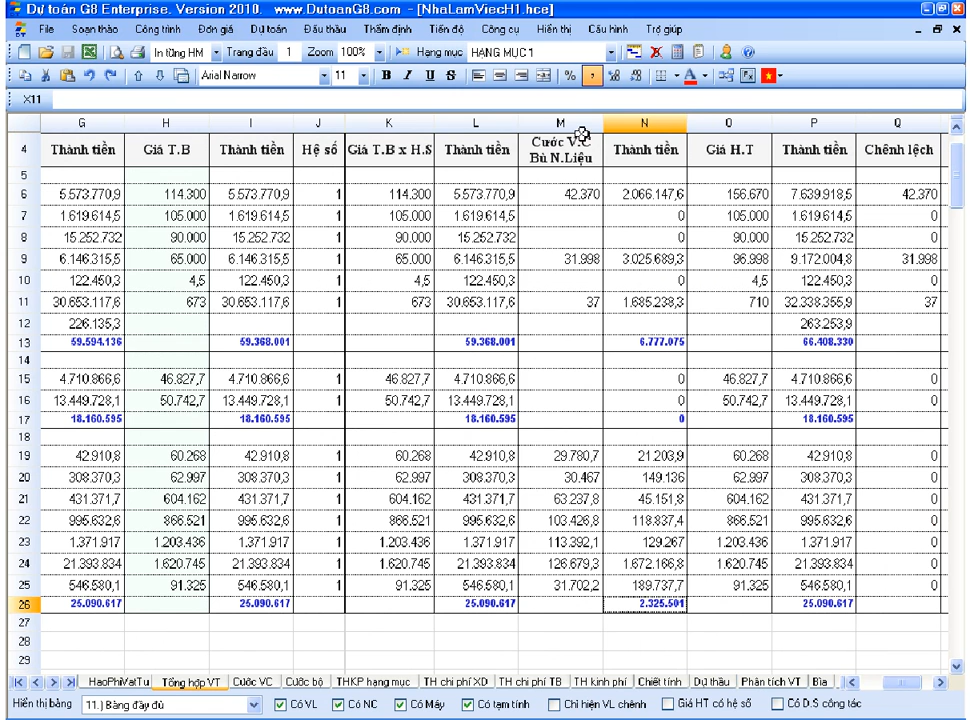 Dự toán G8 Enterprise. Version 2010.   www.DutoanG8.com  - [NhaLamViecH1.hce]
File Soạn thảo Công trình Đơn giá Dự toán Đấu thầu Thẩm định Tiến độ Công cụ Hiển thị Cấu hình Trợ giúp
In từng HM Trang đầu 1 Zoom 100% Hạng mục HẠNG MỤC 1
Arial Narrow 11 B I U S % ,
X11
G H I J K L M N O P Q
4 Thành tiền Giá T.B Thành tiền Hệ số Giá T.B x H.S Thành tiền Cước V.C Thành tiền Giá H.T Thành tiền Chênh lệch
Bù N.Liệu
5
6 5.573.770,9 114.300 5.573.770,9 1 114.300 5.573.770,9 42.370 2.066.147,6 156.670 7.639.918,5 42.370
7 1.619.614,5 105.000 1.619.614,5 1 105.000 1.619.614,5 0 105.000 1.619.614,5 0
8 15.252.732 90.000 15.252.732 1 90.000 15.252.732 0 90.000 15.252.732 0
9 6.146.315,5 65.000 6.146.315,5 1 65.000 6.146.315,5 31.998 3.025.689,3 96.998 9.172.004,8 31.998
10 122.450,3 4,5 122.450,3 1 4,5 122.450,3 0 4,5 122.450,3 0
11 30.653.117,6 673 30.653.117,6 1 673 30.653.117,6 37 1.685.238,3 710 32.338.355,9 37
12 226.135,3 263.253,9
13 59.594.136 59.368.001 59.368.001 6.777.075 66.408.330
14
15 4.710.866,6 46.827,7 4.710.866,6 1 46.827,7 4.710.866,6 0 46.827,7 4.710.866,6 0
16 13.449.728,1 50.742,7 13.449.728,1 1 50.742,7 13.449.728,1 0 50.742,7 13.449.728,1 0
17 18.160.595 18.160.595 18.160.595 0 18.160.595
18
19 42.910,8 60.268 42.910,8 1 60.268 42.910,8 29.780,7 21.203,9 60.268 42.910,8 0
20 308.370,3 62.997 308.370,3 1 62.997 308.370,3 30.467 149.136 62.997 308.370,3 0
21 431.371,7 604.162 431.371,7 1 604.162 431.371,7 63.237,8 45.151,8 604.162 431.371,7 0
22 995.632,6 866.521 995.632,6 1 866.521 995.632,6 103.426,8 118.837,4 866.521 995.632,6 0
23 1.371.917 1.203.436 1.371.917 1 1.203.436 1.371.917 113.392,1 129.267 1.203.436 1.371.917 0
24 21.393.834 1.620.745 21.393.834 1 1.620.745 21.393.834 126.679,3 1.672.166,8 1.620.745 21.393.834 0
25 546.580,1 91.325 546.580,1 1 91.325 546.580,1 31.702,2 189.737,7 91.325 546.580,1 0
26 25.090.617 25.090.617 25.090.617 2.325.501 25.090.617
27
28
29
HaoPhiVatTu Tổng hợp VT Cước VC Cước bộ THKP hạng mục TH chi phí XD TH chi phí TB TH kinh phí Chiết tính Dự thầu Phân tích VT Bìa
Hiển thị bảng 11.) Bảng đầy đủ Có VL Có NC Có Máy Có tạm tính Chỉ hiện VL chênh Giá HT có hệ số Có D.S công tác